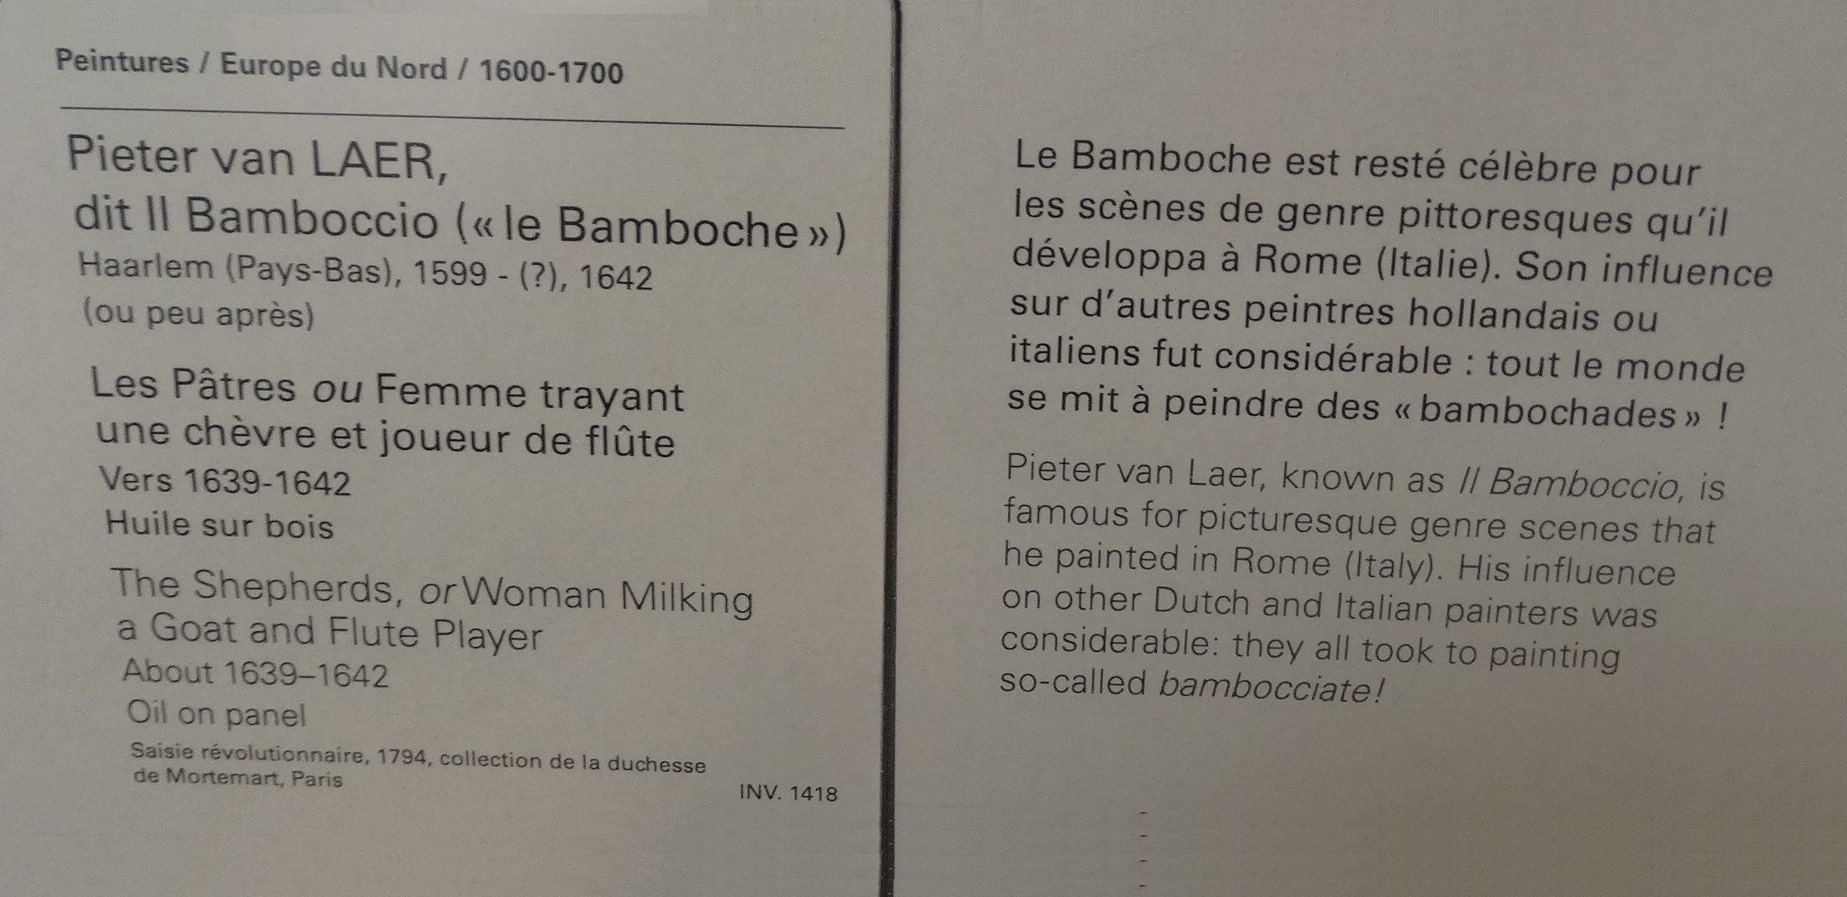 Peintures / Europe du Nord / 1600-1700
Pieter van LAER,
dit Il Bamboccio (« le Bamboche »)
Haarlem (Pays-Bas), 1599 - (?), 1642
(ou peu après)
Les Pâtres ou Femme trayant
une chèvre et joueur de flûte
Vers 1639-1642
Huile sur bois
The Shepherds, or Woman Milking
a Goat and Flute Player
About 1639–1642
Oil on panel
Saisie révolutionnaire, 1794, collection de la duchesse
de Mortemart, Paris
INV. 1418
Le Bamboche est resté célèbre pour
les scènes de genre pittoresques qu’il
développa à Rome (Italie). Son influence
sur d’autres peintres hollandais ou
italiens fut considérable : tout le monde
se mit à peindre des « bambochades » !
Pieter van Laer, known as Il Bamboccio, is
famous for picturesque genre scenes that
he painted in Rome (Italy). His influence
on other Dutch and Italian painters was
considerable: they all took to painting
so-called bambocciate!